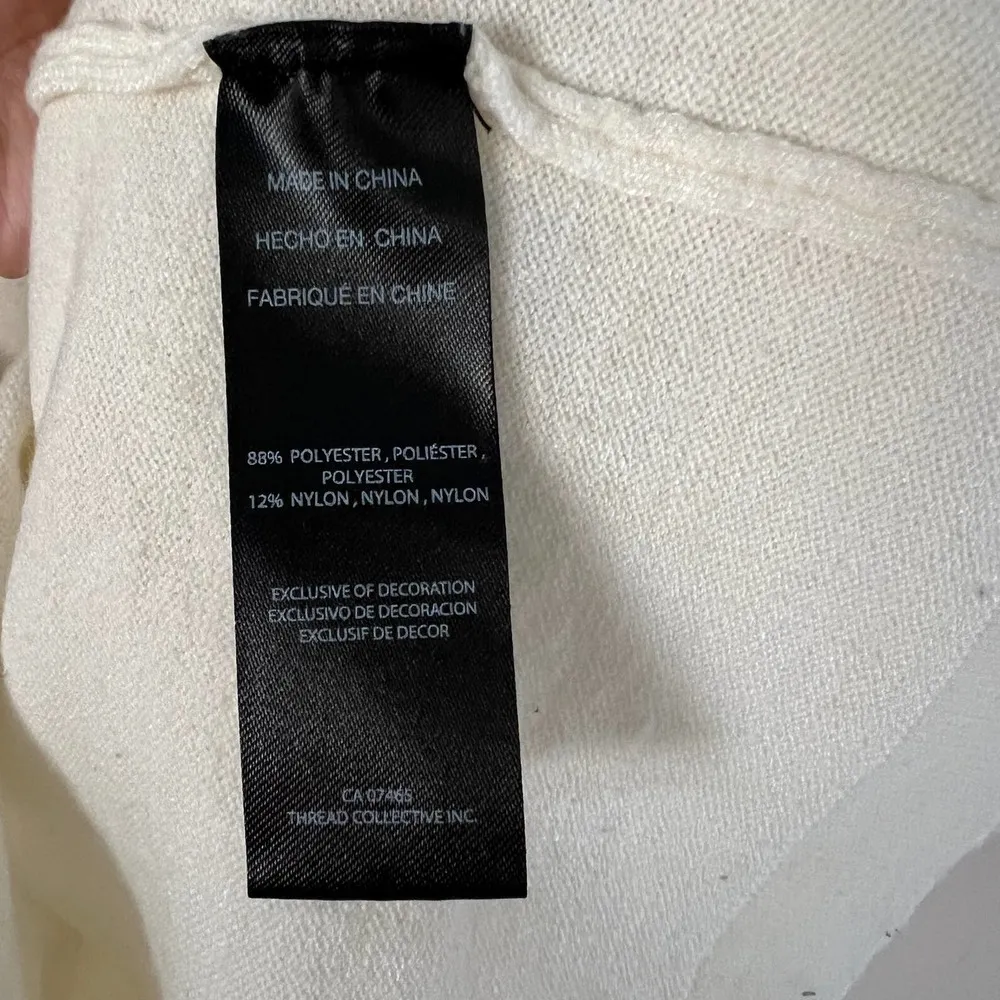 MADE IN CHINA
HECHO EN CHINA
FABRIQUÉ EN CHINE
88% POLYESTER, POLIÉSTER,
POLYESTER
12% NYLON, NYLON, NYLON
EXCLUSIVE OF DECORATION
EXCLUSIVO DE DECORACION
EXCLUSIF DE DECOR
CA 07465
THREAD COLLECTIVE INC.